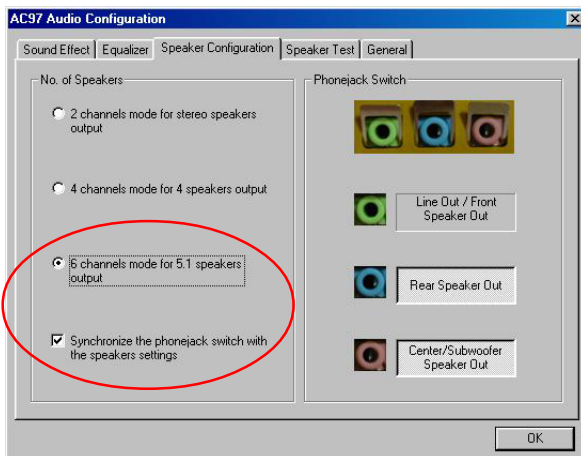 AC97 Audio Configuration
Sound Effect Equalizer Speaker Configuration Speaker Test General
No. of Speakers
2 channels mode for stereo speakers
output
4 channels mode for 4 speakers output
6 channels mode for 5.1 speakers
output
Synchronize the phonejack switch with
the speakers settings
Phonejack Switch
Line Out / Front
Speaker Out
Rear Speaker Out
Center/Subwoofer
Speaker Out
OK